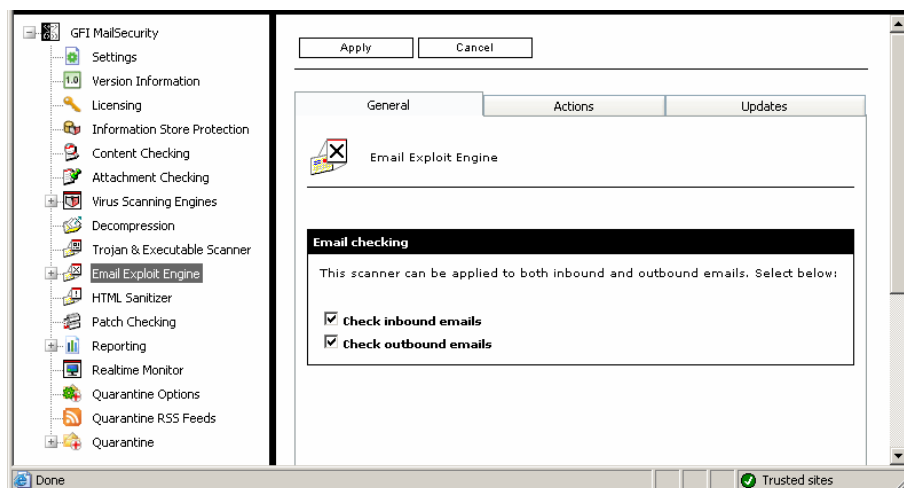 GFI MailSecurity
Settings
1.0 Version Information
Licensing
Information Store Protection
Content Checking
Attachment Checking
Virus Scanning Engines
Decompression
Trojan & Executable Scanner
Email Exploit Engine
HTML Sanitizer
Patch Checking
Reporting
Realtime Monitor
Quarantine Options
Quarantine RSS Feeds
Quarantine
Apply Cancel
General Actions Updates
Email Exploit Engine
Email checking
This scanner can be applied to both inbound and outbound emails. Select below:
Check inbound emails
Check outbound emails
Done Trusted sites